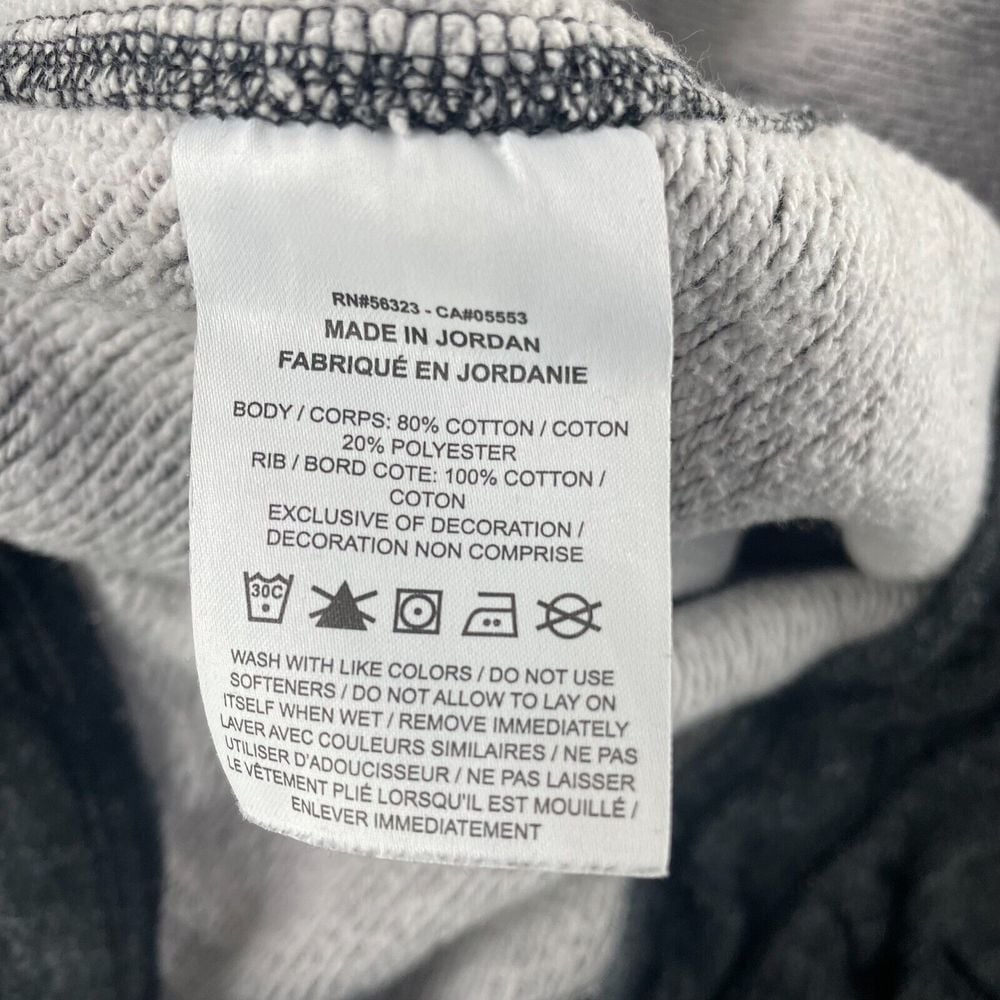 RN#56323 - CA#05553
MADE IN JORDAN
FABRIQUÉ EN JORDANIE
BODY / CORPS: 80% COTTON / COTON
20% POLYESTER
RIB / BORD COTE: 100% COTTON /
COTON
EXCLUSIVE OF DECORATION /
DECORATION NON COMPRISE
30C
WASH WITH LIKE COLORS / DO NOT USE
SOFTENERS / DO NOT ALLOW TO LAY ON
ITSELF WHEN WET / REMOVE IMMEDIATELY
LAVER AVEC COULEURS SIMILAIRES / NE PAS
UTILISER D'ADOUCISSEUR / NE PAS LAISSER
LE VÊTEMENT PLIÉ LORSQU'IL EST MOUILLÉ /
ENLEVER IMMEDIATEMENT